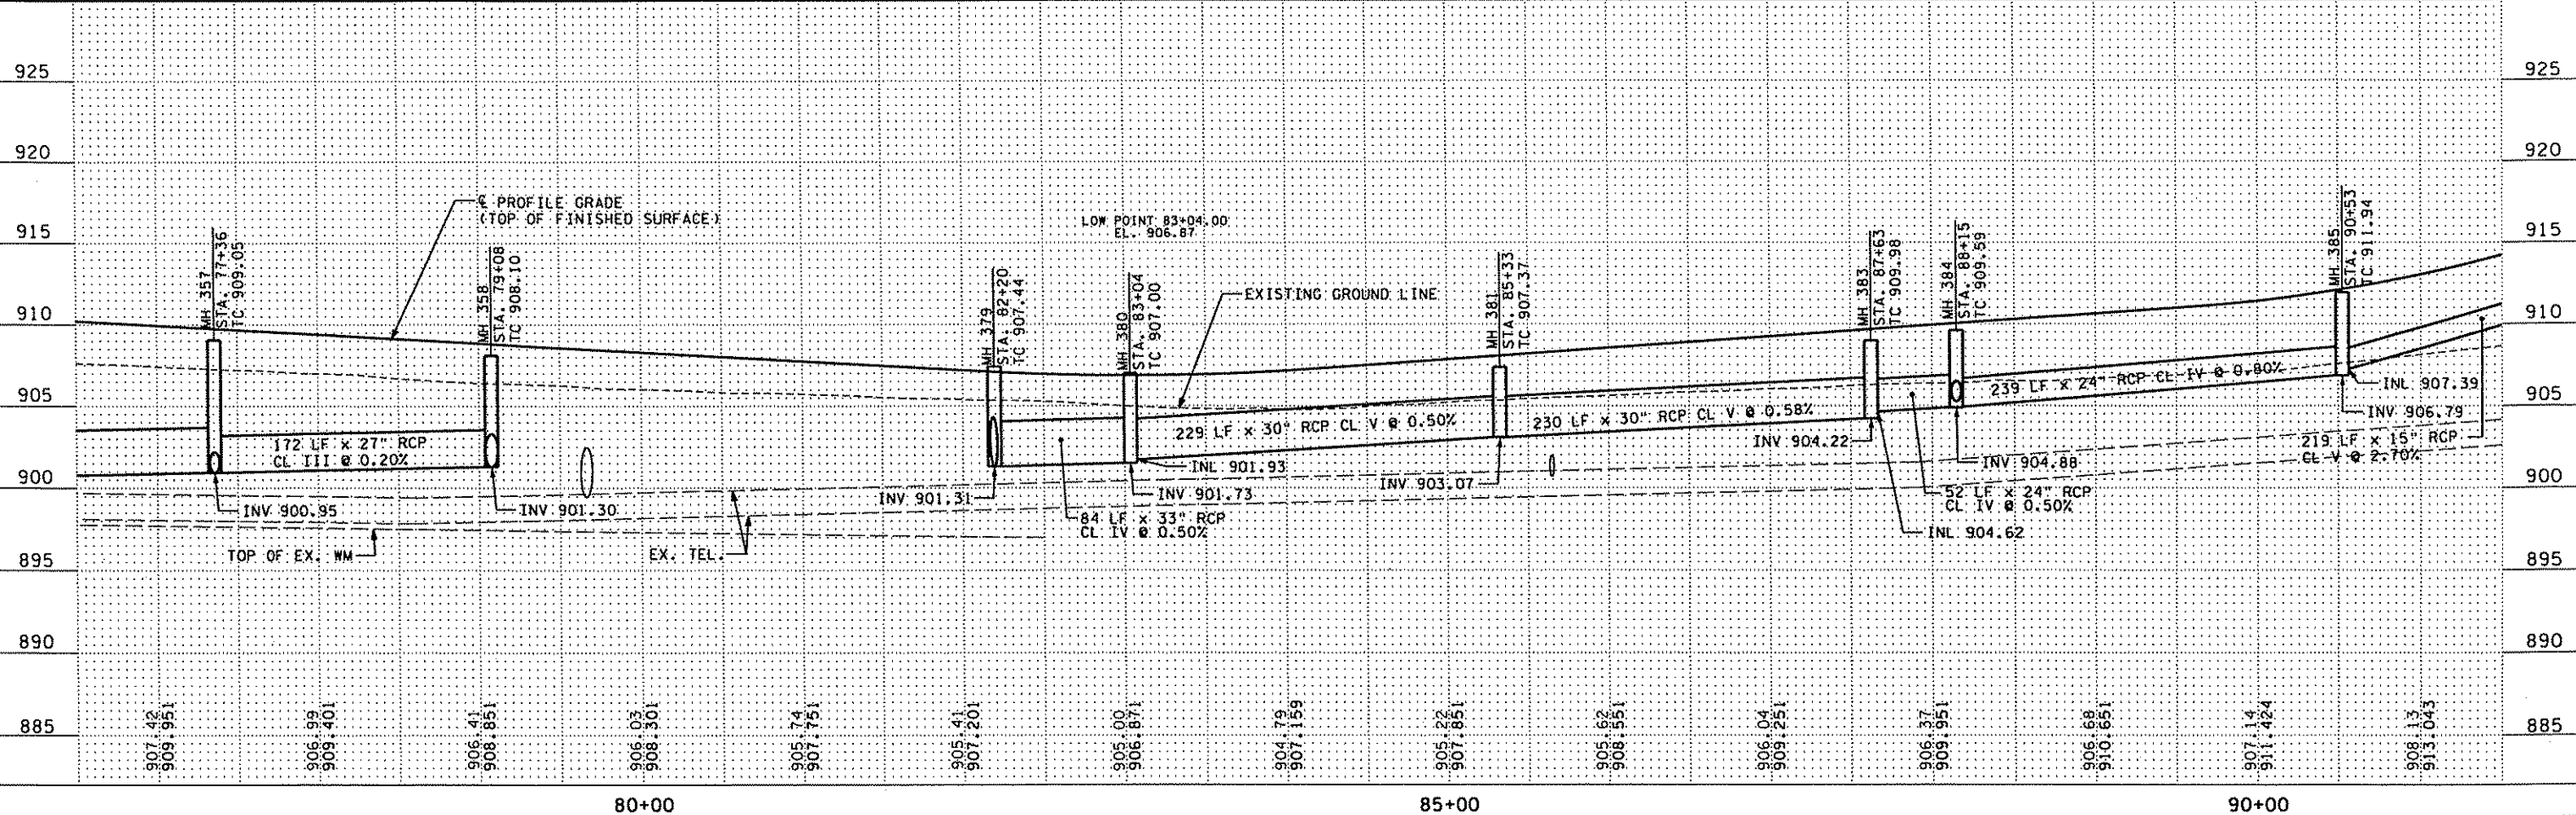 925
925
920
920
915
915
910
910
905
905
900
900
895
895
890
890
885
885
℄ PROFILE GRADE
(TOP OF FINISHED SURFACE)
LOW POINT 83+04.00
EL. 906.87
EXISTING GROUND LINE
MH 357
STA. 77+36
TC 909.05
MH 358
STA. 79+08
TC 908.10
MH 379
STA. 82+20
TC 907.44
MH 380
STA. 83+04
TC 907.00
MH 381
STA. 85+33
TC 907.37
MH 383
STA. 87+63
TC 909.98
MH 384
STA. 88+15
TC 909.59
MH 385
STA. 90+53
TC 911.94
172 LF x 27" RCP
CL III @ 0.20%
229 LF x 30" RCP CL V @ 0.50%
230 LF x 30" RCP CL V @ 0.58%
239 LF x 24" RCP CL IV @ 0.80%
INL 907.39
INV 906.79
219 LF x 15" RCP
CL V @ 2.70%
INV 904.22
INV 904.88
INL 901.93
INV 903.07
INV 901.31
INV 901.73
52 LF x 24" RCP
CL IV @ 0.50%
INL 904.62
INV 900.95
INV 901.30
84 LF x 33" RCP
CL IV @ 0.50%
TOP OF EX. WM
EX. TEL.
907.42
909.951
906.99
909.401
906.41
908.851
906.03
908.301
905.74
907.751
905.41
907.201
905.00
906.871
904.79
907.159
905.22
907.851
905.62
908.551
906.04
909.251
906.37
909.951
906.68
910.651
907.14
911.424
908.13
913.043
80+00
85+00
90+00